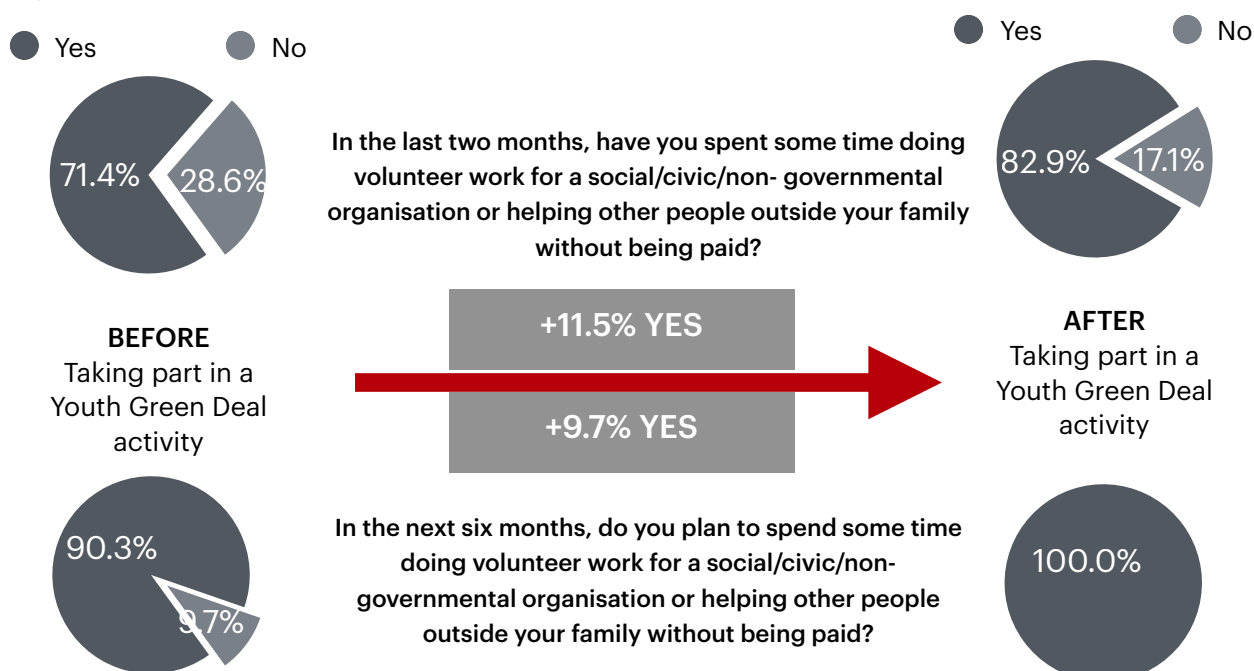 Yes
No
71.4%
28.6%
In the last two months, have you spent some time doing
volunteer work for a social/civic/non- governmental
organisation or helping other people outside your family
without being paid?
Yes
No
82.9%
17.1%
BEFORE
Taking part in a
Youth Green Deal
activity
+11.5% YES
+9.7% YES
AFTER
Taking part in a
Youth Green Deal
activity
90.3%
9.7%
In the next six months, do you plan to spend some time
doing volunteer work for a social/civic/non-
governmental organisation or helping other people
outside your family without being paid?
100.0%